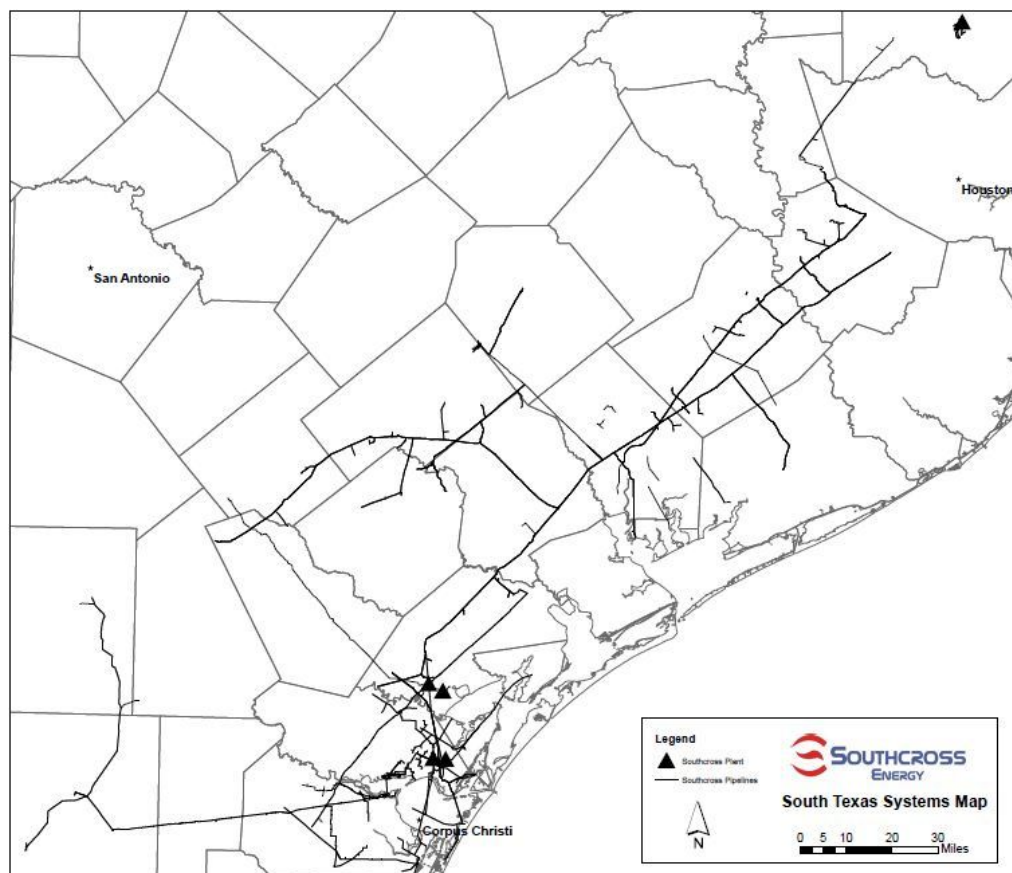 *Houston
*San Antonio
*Corpus Christi
Legend
Southcross Plant
Southcross Pipelines
N
SOUTHCROSS
ENERGY
South Texas Systems Map
0 5 10 20 30
Miles